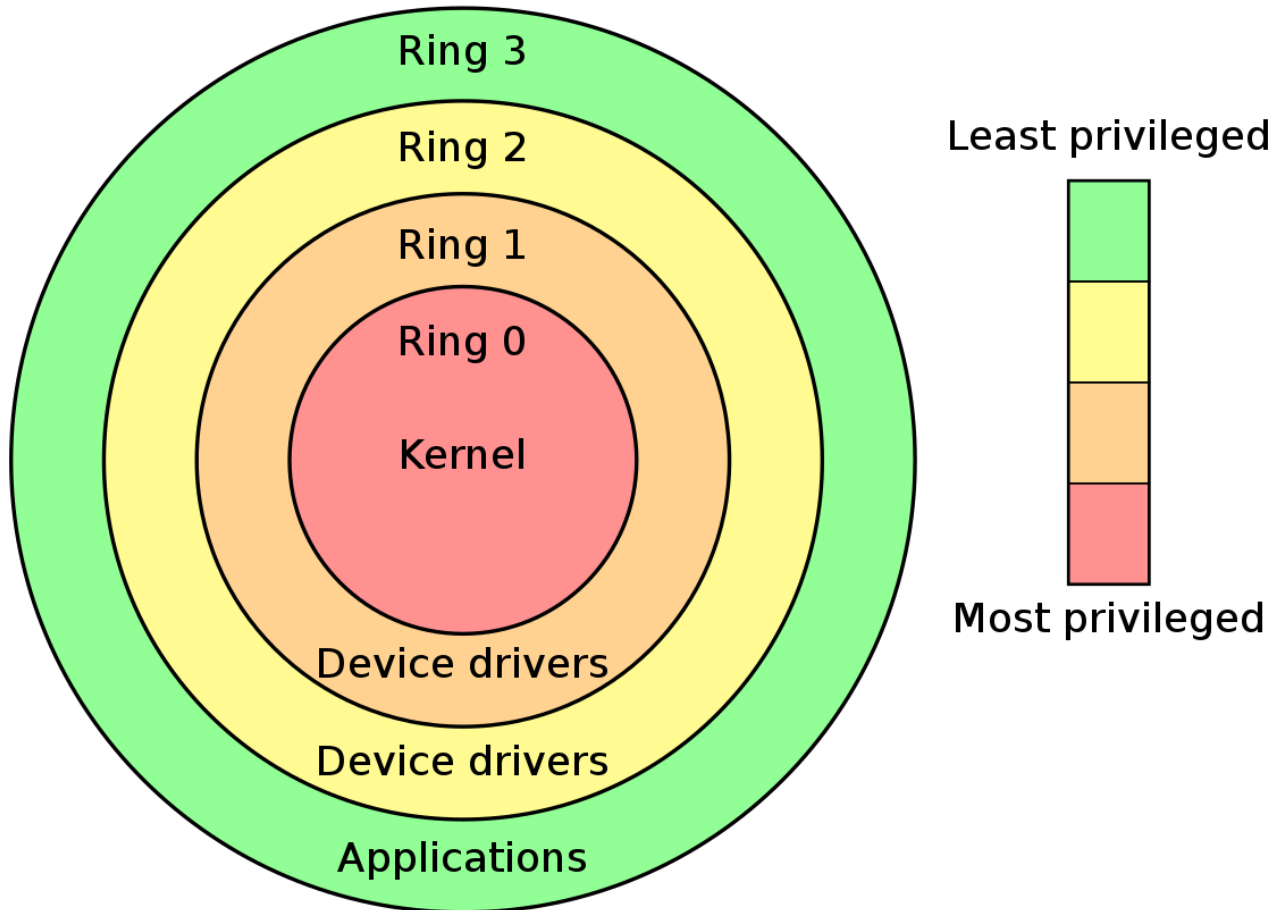 Ring 3
Ring 2
Ring 1
Ring 0
Kernel
Device drivers
Device drivers
Applications
Least privileged
Most privileged